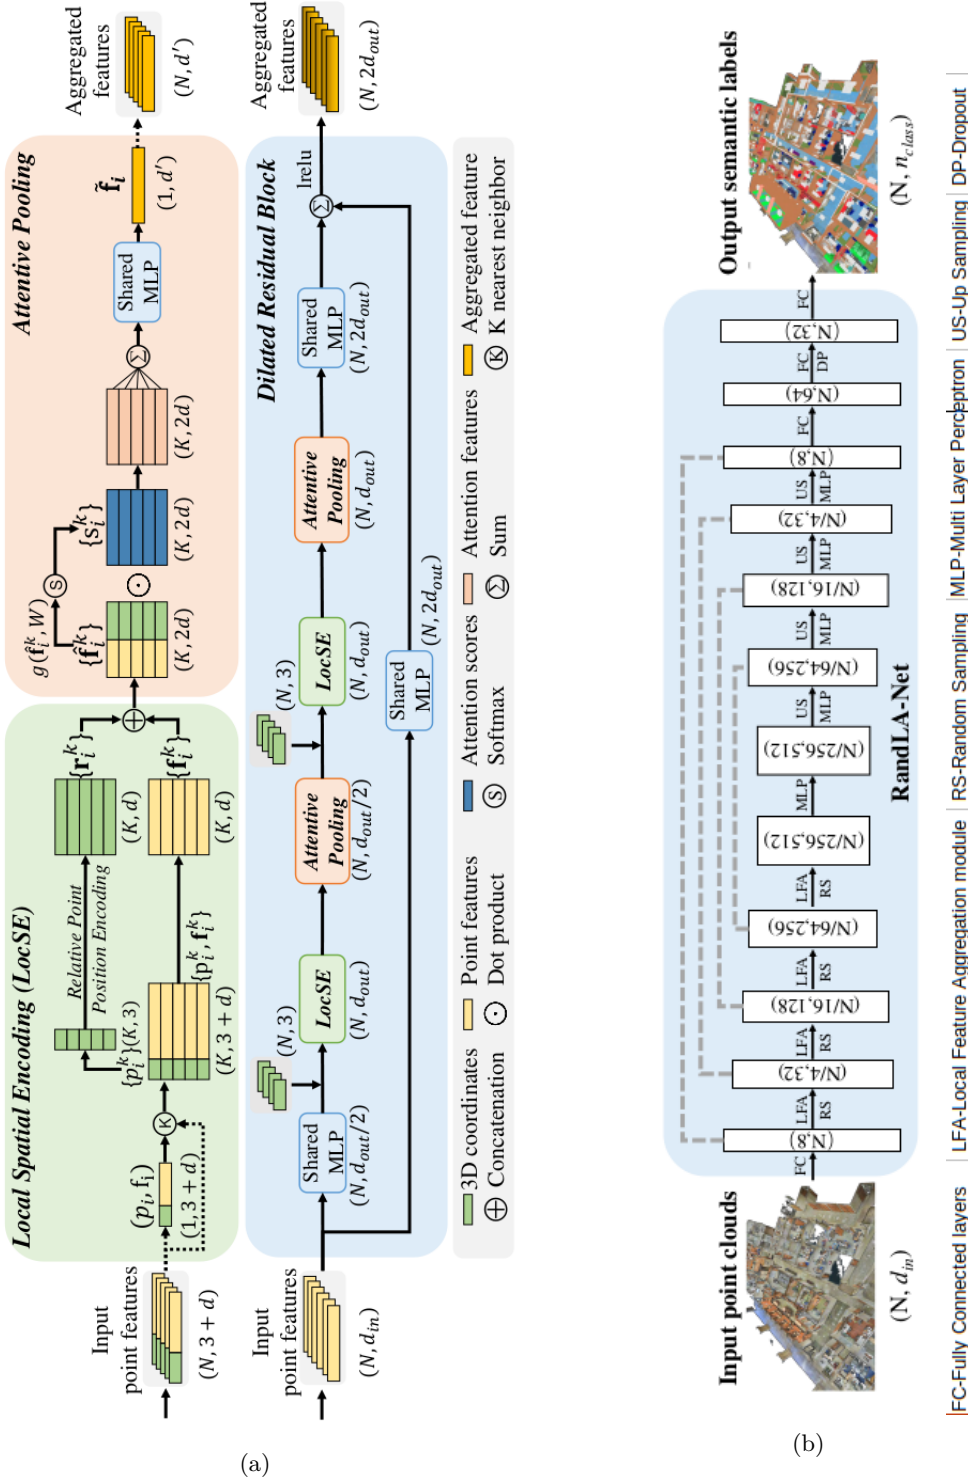 Local Spatial Encoding (LocSE)
Attentive Pooling
Input
point features
(N, 3 + d)
(p_i, f_i)
(1, 3 + d)
K
{p_i^k}(K, 3)
(K, 3 + d)
Relative Point
Position Encoding
{p_i^k, f_i^k}
(K, d)
{r_i^k}
{f_i^k}
(K, d)
g(f̂_i^k, W)
S
{f̂_i^k}
{s_i^k}
(K, 2d)
(K, 2d)
(K, 2d)
Σ
Shared
MLP
f̃_i
(1, d′)
Aggregated
features
(N, d′)
Dilated Residual Block
Input
point features
(N, d_in)
Shared
MLP
(N, d_out/2)
(N, 3)
LocSE
(N, d_out)
Attentive
Pooling
(N, d_out/2)
(N, 3)
LocSE
(N, d_out)
Attentive
Pooling
(N, d_out)
Shared
MLP
(N, 2d_out)
Σ
lrelu
Shared
MLP
(N, 2d_out)
Aggregated
features
(N, 2d_out)
3D coordinates
Point features
Attention scores
Attention features
Aggregated feature
⊕ Concatenation
⊙ Dot product
Ⓢ Softmax
Σ Sum
Ⓚ K nearest neighbor
(a)
Input point clouds
(N, d_in)
FC
(N,8)
LFA
RS
(N/4,32)
LFA
RS
(N/16,128)
LFA
RS
(N/64,256)
LFA
RS
(N/256,512)
MLP
(N/256,512)
US
MLP
(N/64,256)
US
MLP
(N/16,128)
US
MLP
(N/4,32)
US
MLP
(N,8)
FC
(N,64)
FC
DP
(N,32)
FC
RandLA-Net
Output semantic labels
(N, n_class)
FC-Fully Connected layers
LFA-Local Feature Aggregation module
RS-Random Sampling
MLP-Multi Layer Perceptron
US-Up Sampling
DP-Dropout
(b)